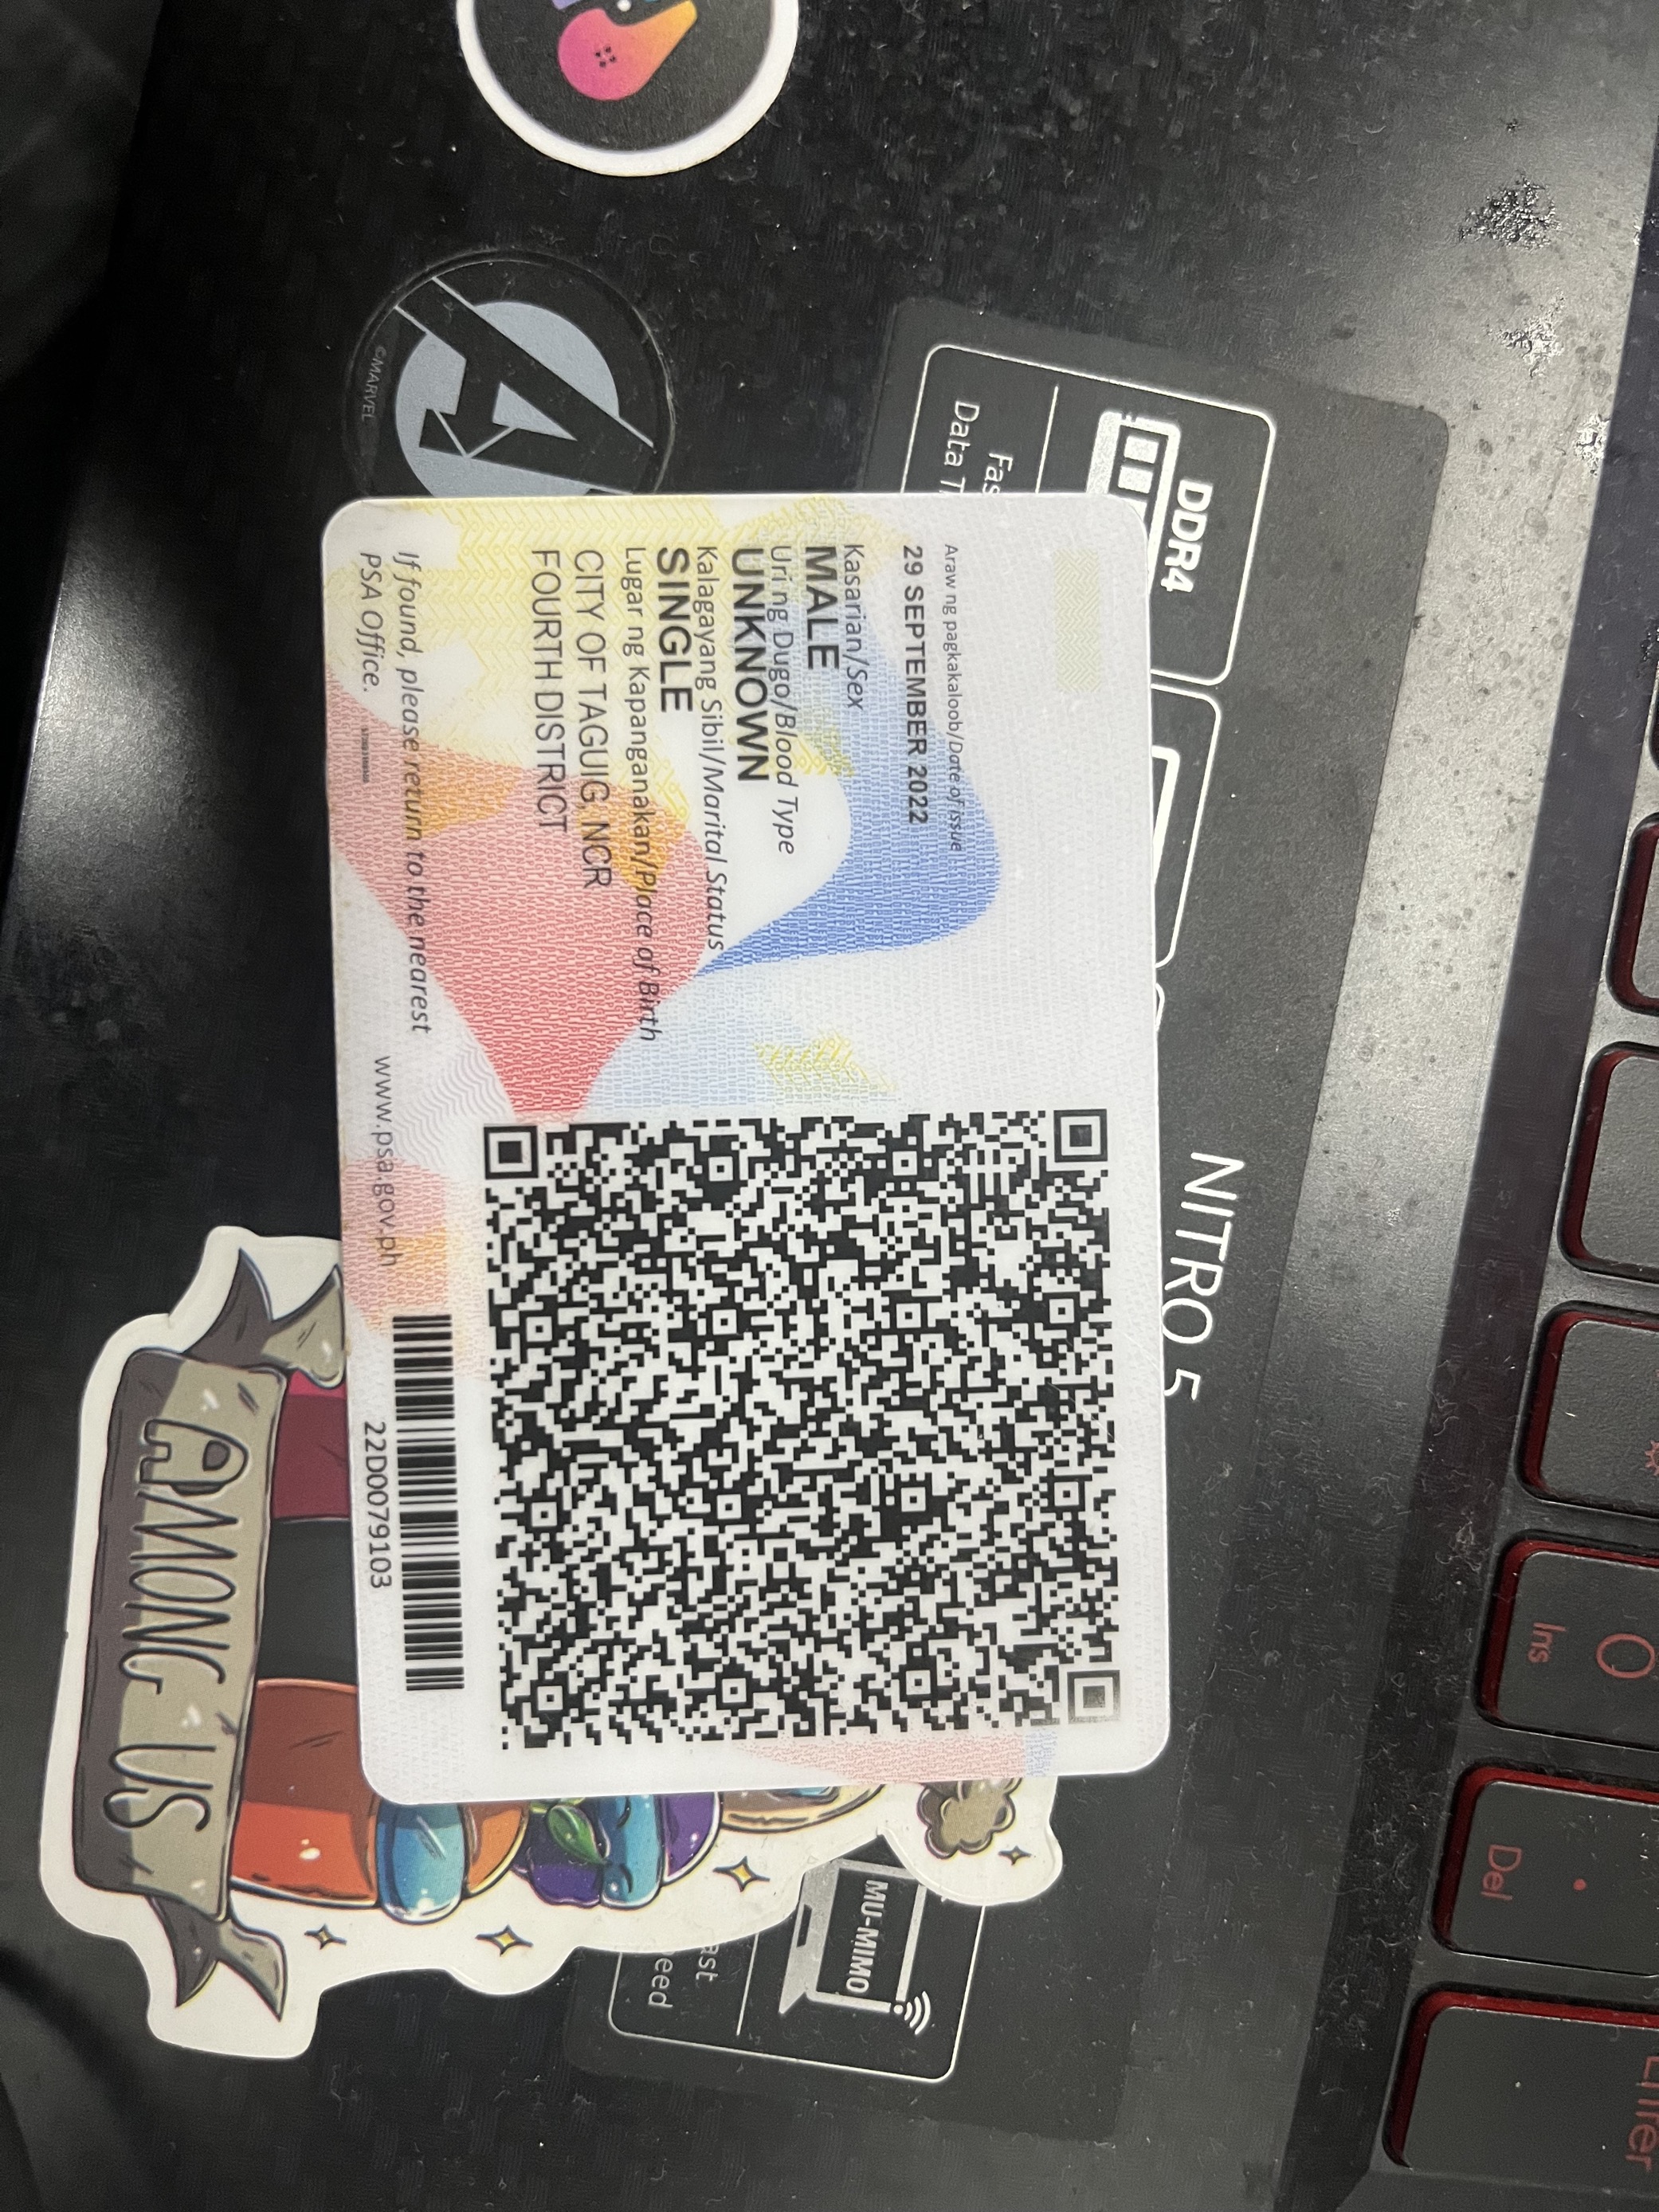 Enter
0
Ins
.
Del
NITRO 5
DDR4
Fas
Data T
MU-MIMO
ast
peed
Araw ng pagkakaloob/Date of issue
29 SEPTEMBER 2022
Kasarian/Sex
MALE
Uri ng Dugo/Blood Type
UNKNOWN
Kalagayang Sibil/Marital Status
SINGLE
Lugar ng Kapanganakan/Place of Birth
CITY OF TAGUIG, NCR
FOURTH DISTRICT
If found, please return to the nearest
PSA Office.
www.psa.gov.ph
22D0079103
©MARVEL
AMONG US